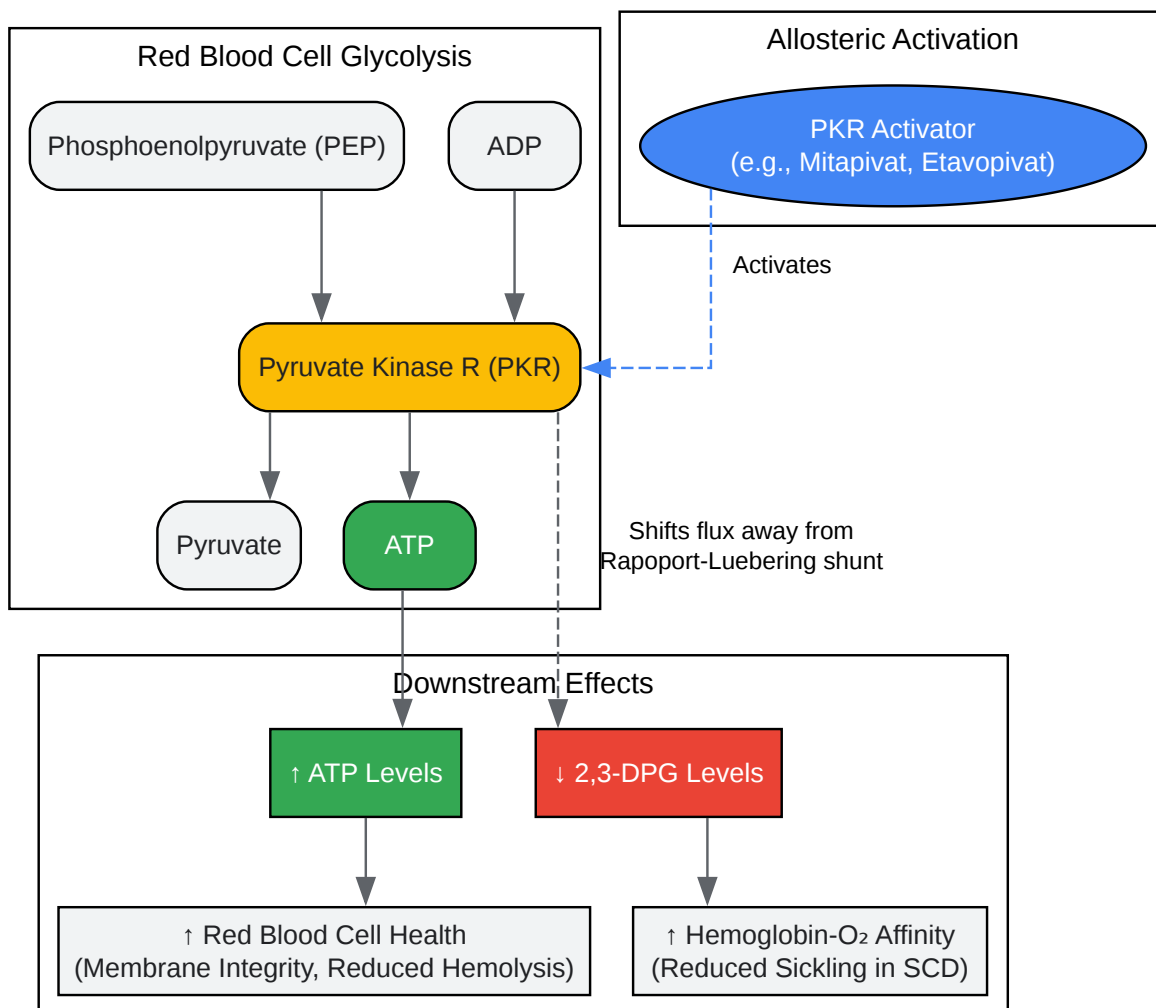 Red Blood Cell Glycolysis
Allosteric Activation
Phosphoenolpyruvate (PEP)
ADP
PKR Activator
(e.g., Mitapivat, Etavopivat)
Activates
Pyruvate Kinase R (PKR)
Pyruvate
ATP
Shifts flux away from
Rapoport-Luebering shunt
Downstream Effects
↑ ATP Levels
↓ 2,3-DPG Levels
↑ Red Blood Cell Health
(Membrane Integrity, Reduced Hemolysis)
↑ Hemoglobin-O₂ Affinity
(Reduced Sickling in SCD)